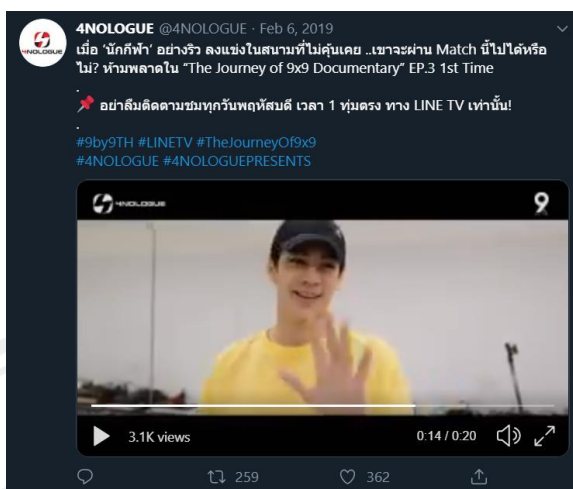 4NOLOGUE @4NOLOGUE · Feb 6, 2019
4NOLOGUE
เมื่อ 'นักกีฬา' อย่างริว ลงแข่งในสนามที่ไม่คุ้นเคย ..เขาจะผ่าน Match นี้ไปได้หรือ
ไม่? ห้ามพลาดใน "The Journey of 9x9 Documentary" EP.3 1st Time
.
📌 อย่าลืมติดตามชมทุกวันพฤหัสบดี เวลา 1 ทุ่มตรง ทาง LINE TV เท่านั้น!
.
#9by9TH #LINETV #TheJourneyOf9x9
#4NOLOGUE #4NOLOGUEPRESENTS
4NOLOGUE
9
3.1K views
0:14 / 0:20
259
362